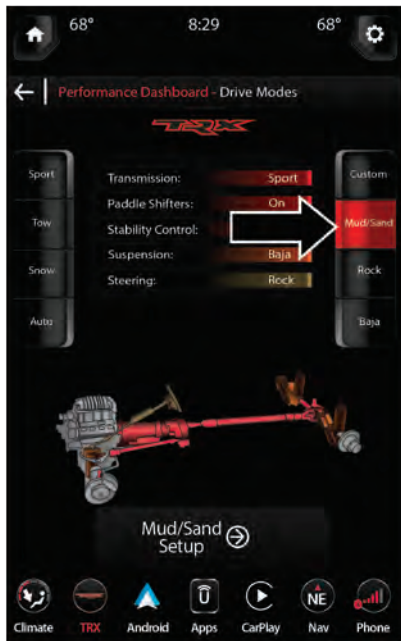 68° 8:29 68°
Performance Dashboard - Drive Modes
TRX
Sport
Tow
Snow
Auto
Transmission: Sport
Paddle Shifters: On
Stability Control:
Suspension: Baja
Steering: Rock
Custom
Mud/Sand
Rock
Baja
Mud/Sand
Setup
NE
Climate TRX Android Apps CarPlay Nav Phone